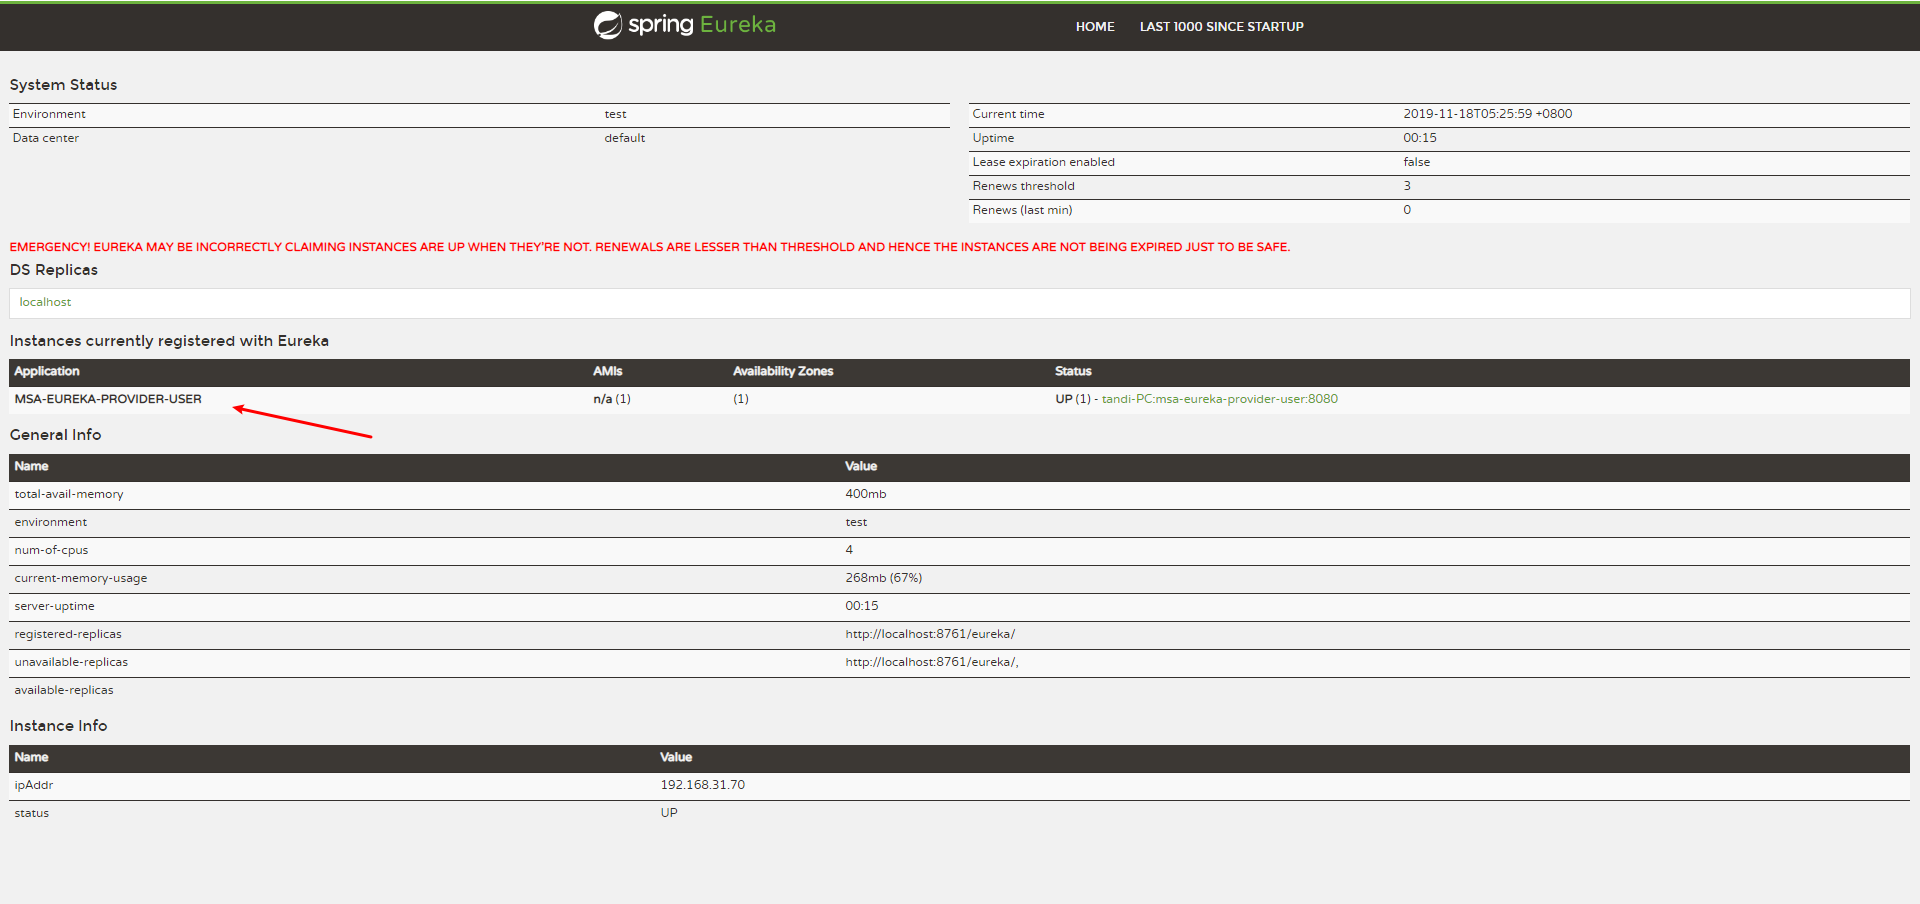 spring Eureka HOME LAST 1000 SINCE STARTUP
System Status
Environment test
Data center default
Current time 2019-11-18T05:25:59 +0800
Uptime 00:15
Lease expiration enabled false
Renews threshold 3
Renews (last min) 0
EMERGENCY! EUREKA MAY BE INCORRECTLY CLAIMING INSTANCES ARE UP WHEN THEY'RE NOT. RENEWALS ARE LESSER THAN THRESHOLD AND HENCE THE INSTANCES ARE NOT BEING EXPIRED JUST TO BE SAFE.
DS Replicas
localhost
Instances currently registered with Eureka
Application AMIs Availability Zones Status
MSA-EUREKA-PROVIDER-USER n/a (1) (1) UP (1) - tandi-PC:msa-eureka-provider-user:8080
General Info
Name Value
total-avail-memory 400mb
environment test
num-of-cpus 4
current-memory-usage 268mb (67%)
server-uptime 00:15
registered-replicas http://localhost:8761/eureka/
unavailable-replicas http://localhost:8761/eureka/,
available-replicas
Instance Info
Name Value
ipAddr 192.168.31.70
status UP